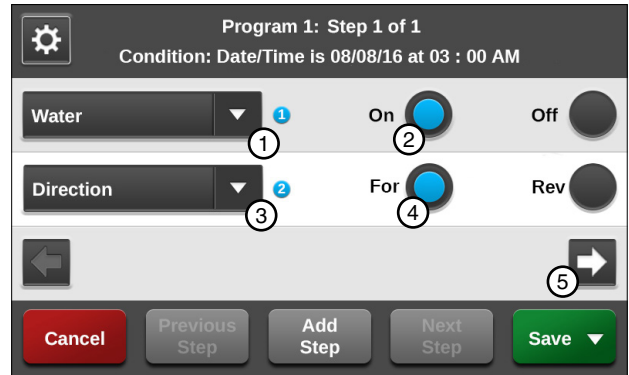 Program 1: Step 1 of 1
Condition: Date/Time is 08/08/16 at 03 : 00 AM
Water 1 On Off
1 2
Direction 2 For Rev
3 4
5
Cancel Previous Step Add Step Next Step Save